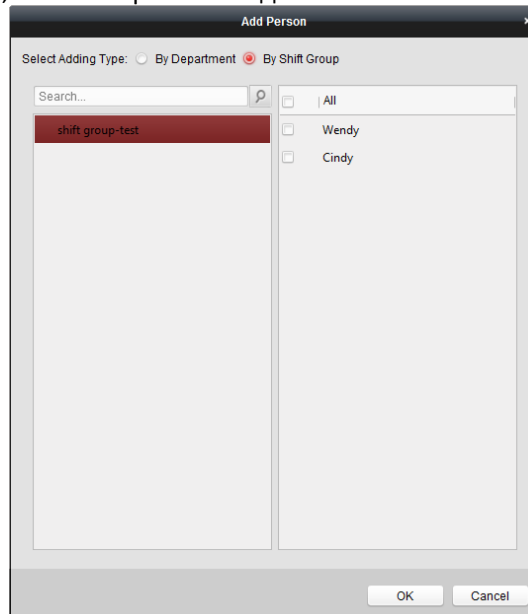 Add Person
Select Adding Type: By Department By Shift Group
Search...
All
shift group-test
Wendy
Cindy
OK Cancel